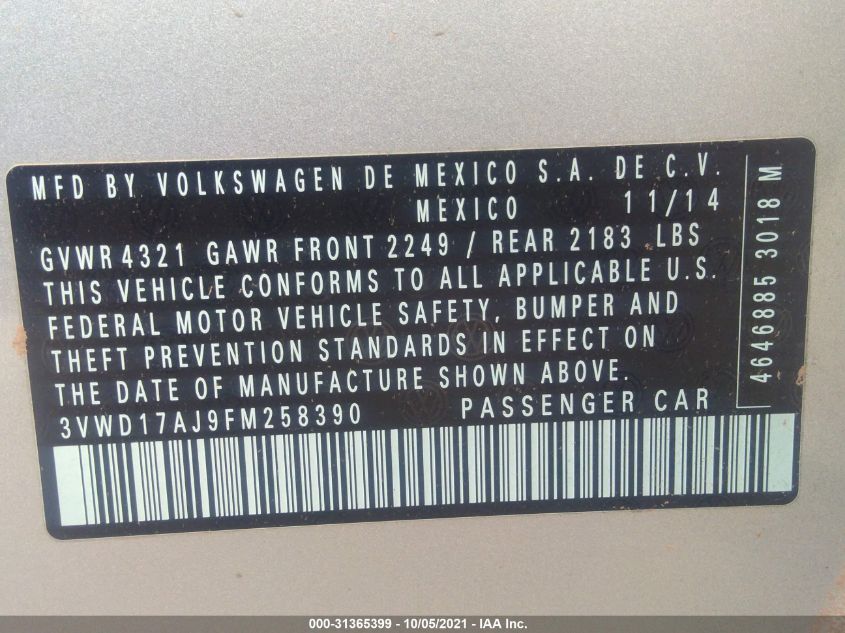 MFD BY VOLKSWAGEN DE MEXICO S.A. DE C.V.
MEXICO 11/14
GVWR 4321 GAWR FRONT 2249 / REAR 2183 LBS
THIS VEHICLE CONFORMS TO ALL APPLICABLE U.S.
FEDERAL MOTOR VEHICLE SAFETY, BUMPER AND
THEFT PREVENTION STANDARDS IN EFFECT ON
THE DATE OF MANUFACTURE SHOWN ABOVE.
3VWD17AJ9FM258390 PASSENGER CAR
4646885 3018 M
000-31365399 - 10/05/2021 - IAA Inc.